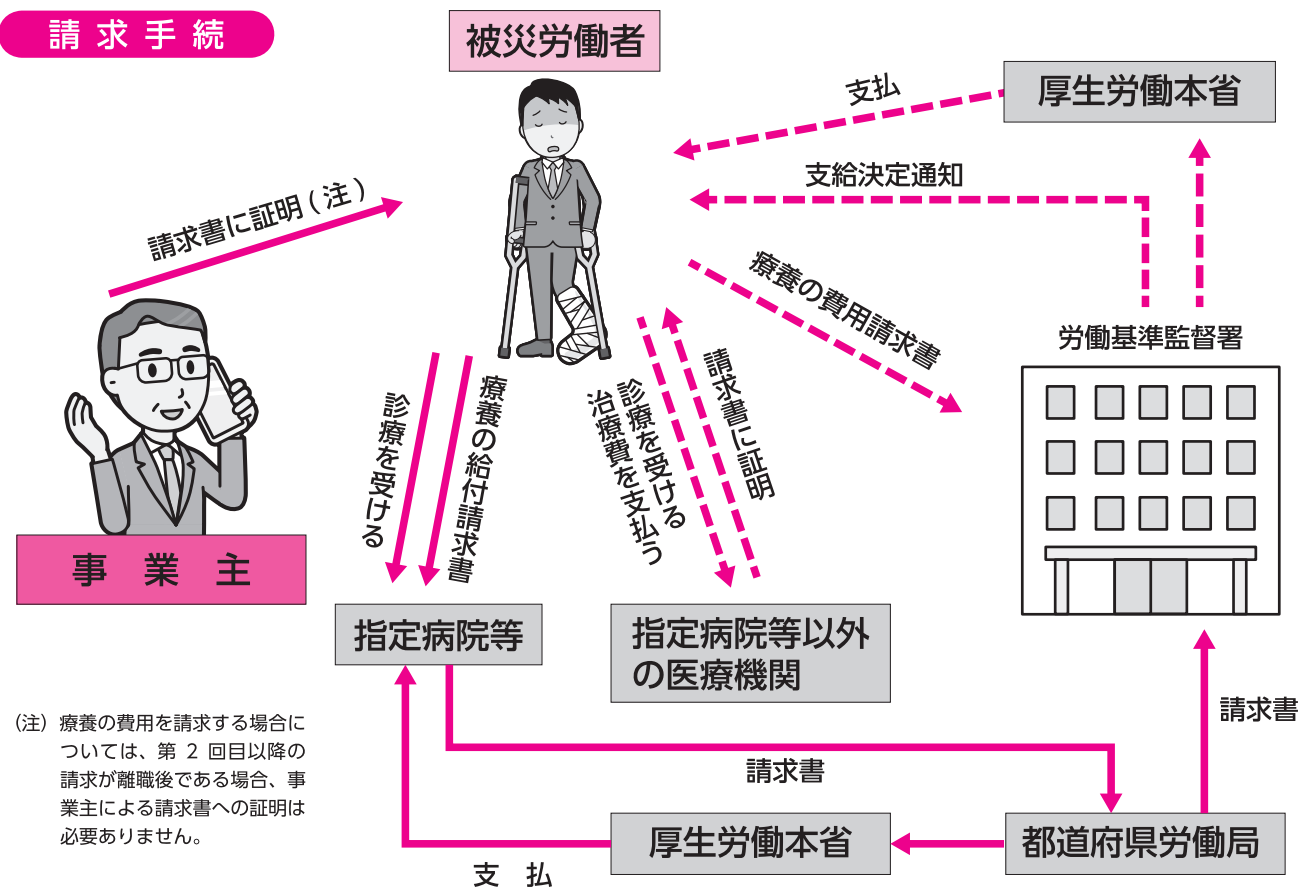 請求手続
被災労働者
厚生労働本省
支払
支給決定通知
請求書に証明(注)
療養の費用請求書
労働基準監督署
診療を受ける
療養の給付請求書
診療を受ける
治療費を支払う
請求書に証明
事業主
指定病院等
指定病院等以外
の医療機関
請求書
(注) 療養の費用を請求する場合に
ついては、第 2 回目以降の
請求が離職後である場合、事
業主による請求書への証明は
必要ありません。
請求書
厚生労働本省
都道府県労働局
支 払